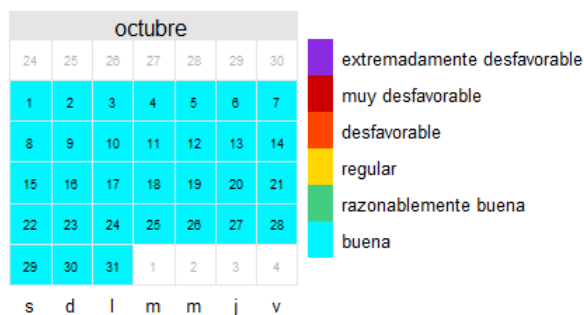 octubre
24 25 26 27 28 29 30
1 2 3 4 5 6 7
8 9 10 11 12 13 14
15 16 17 18 19 20 21
22 23 24 25 26 27 28
29 30 31 1 2 3 4
s d l m m j v
extremadamente desfavorable
muy desfavorable
desfavorable
regular
razonablemente buena
buena